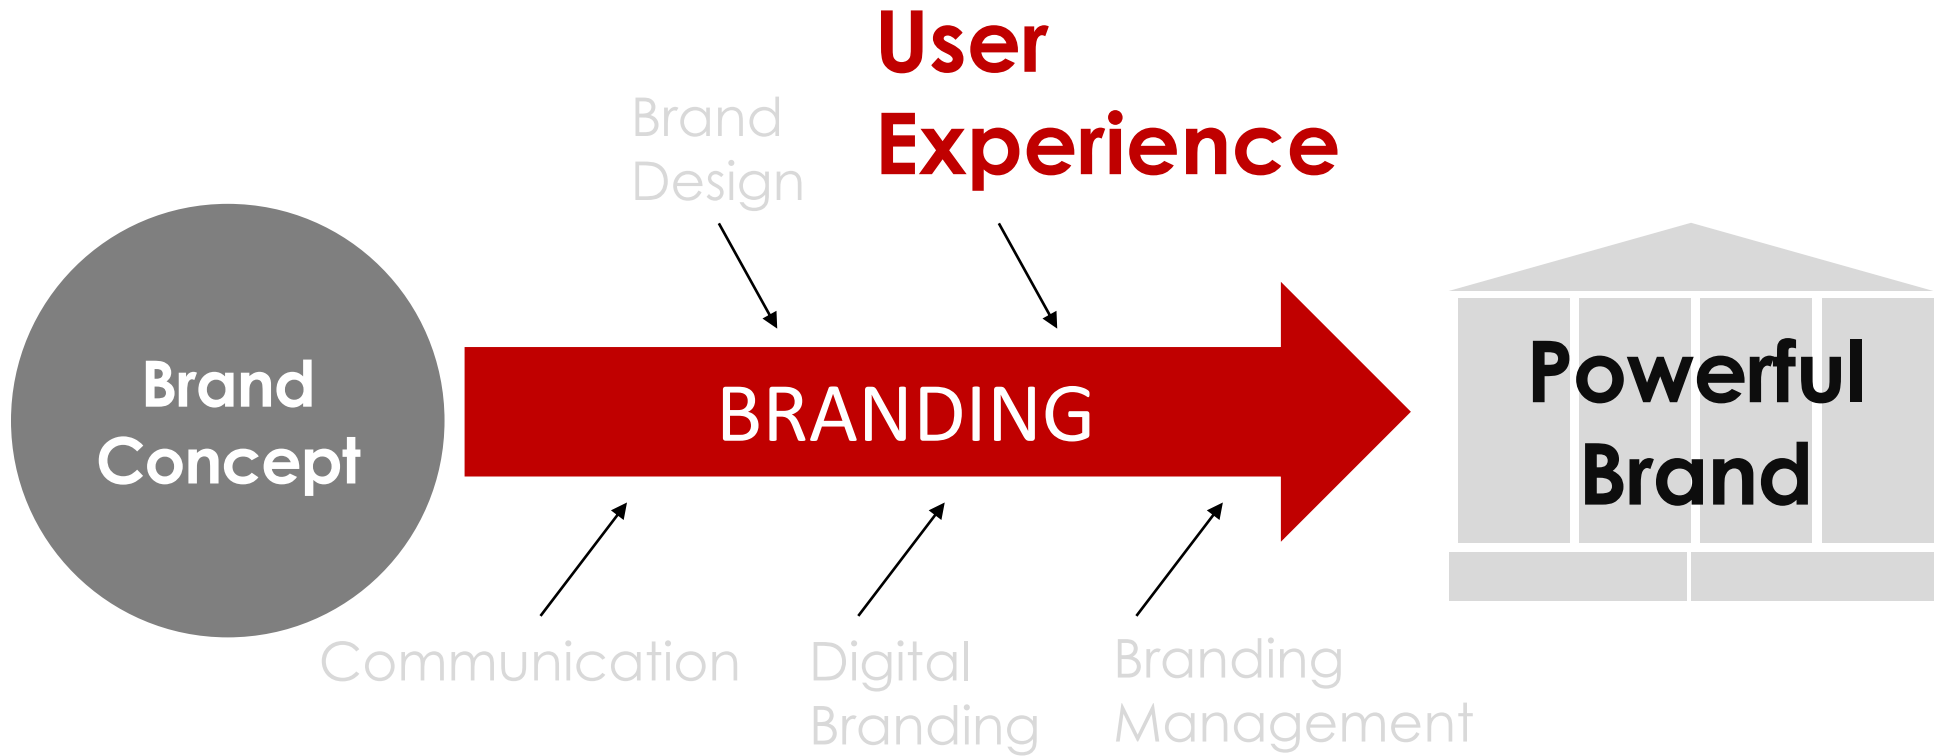 User
Experience
Brand
Design
Brand
Concept
BRANDING
Powerful
Brand
Communication
Digital
Branding
Branding
Management